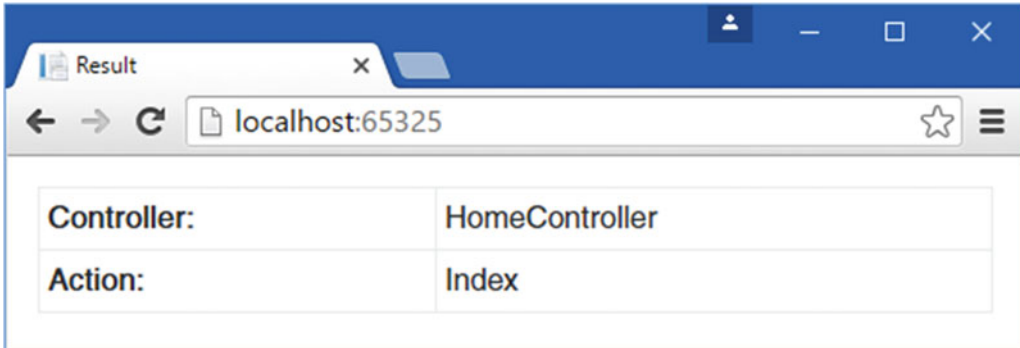 Result
localhost:65325
Controller: HomeController
Action: Index